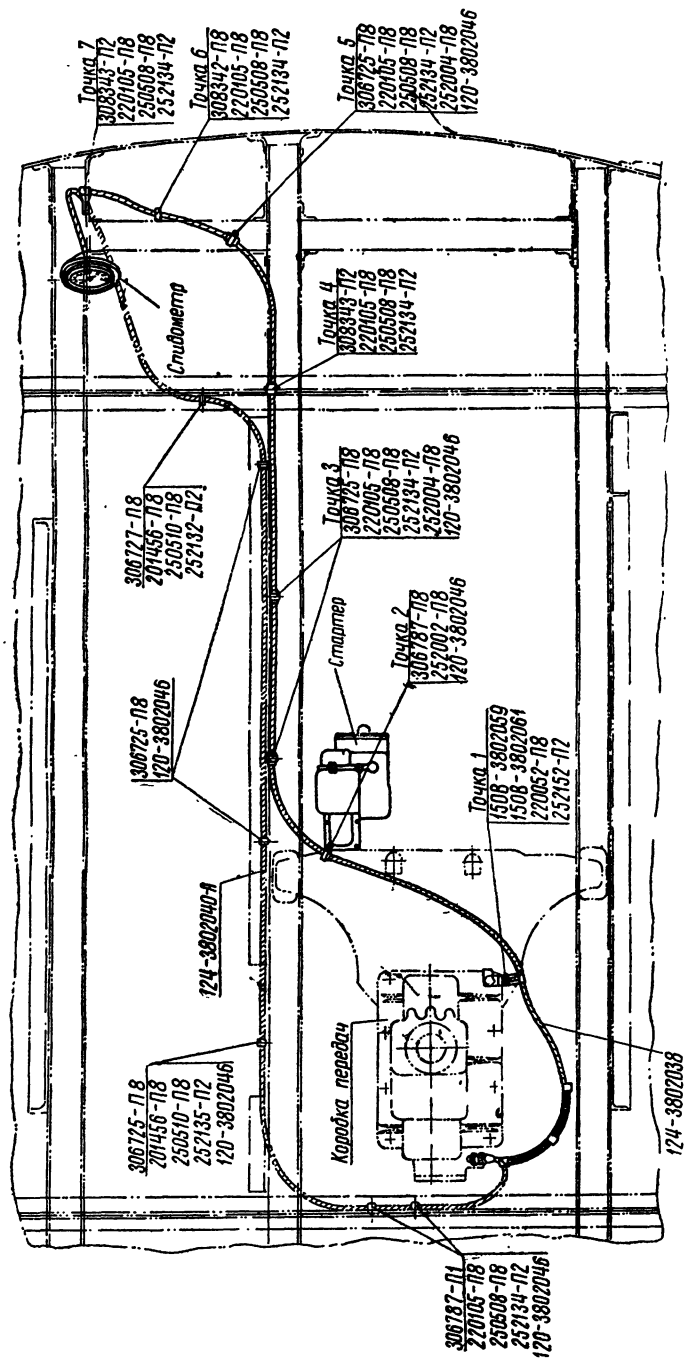 Точка 7
308343-П2
220105-П8
250508-П8
252134-П2
Точка 6
308342-П8
220105-П8
250508-П8
252134-П2
Точка 5
306725-П8
220105-П8
250508-П8
252134-П2
252004-П8
120-3802046
Спидометр
Точка 4
308343-П2
220105-П8
250508-П8
252134-П2
306727-П8
201456-П8
250510-П8
252132-П2
Точка 3
306725-П8
220105-П8
250508-П8
252134-П2
252004-П8
120-3802046
306725-П8
120-3802046
Стартер
Точка 2
306787-П8
252002-П8
120-3802046
124-3802040-А
Точка 1
150В-3802059
150В-3802061
220052-П8
252152-П2
306725-П8
201456-П8
250510-П8
252135-П2
120-3802046
Коробка передач
124-3802038
306787-П1
220105-П8
250508-П8
252134-П2
120-3802046